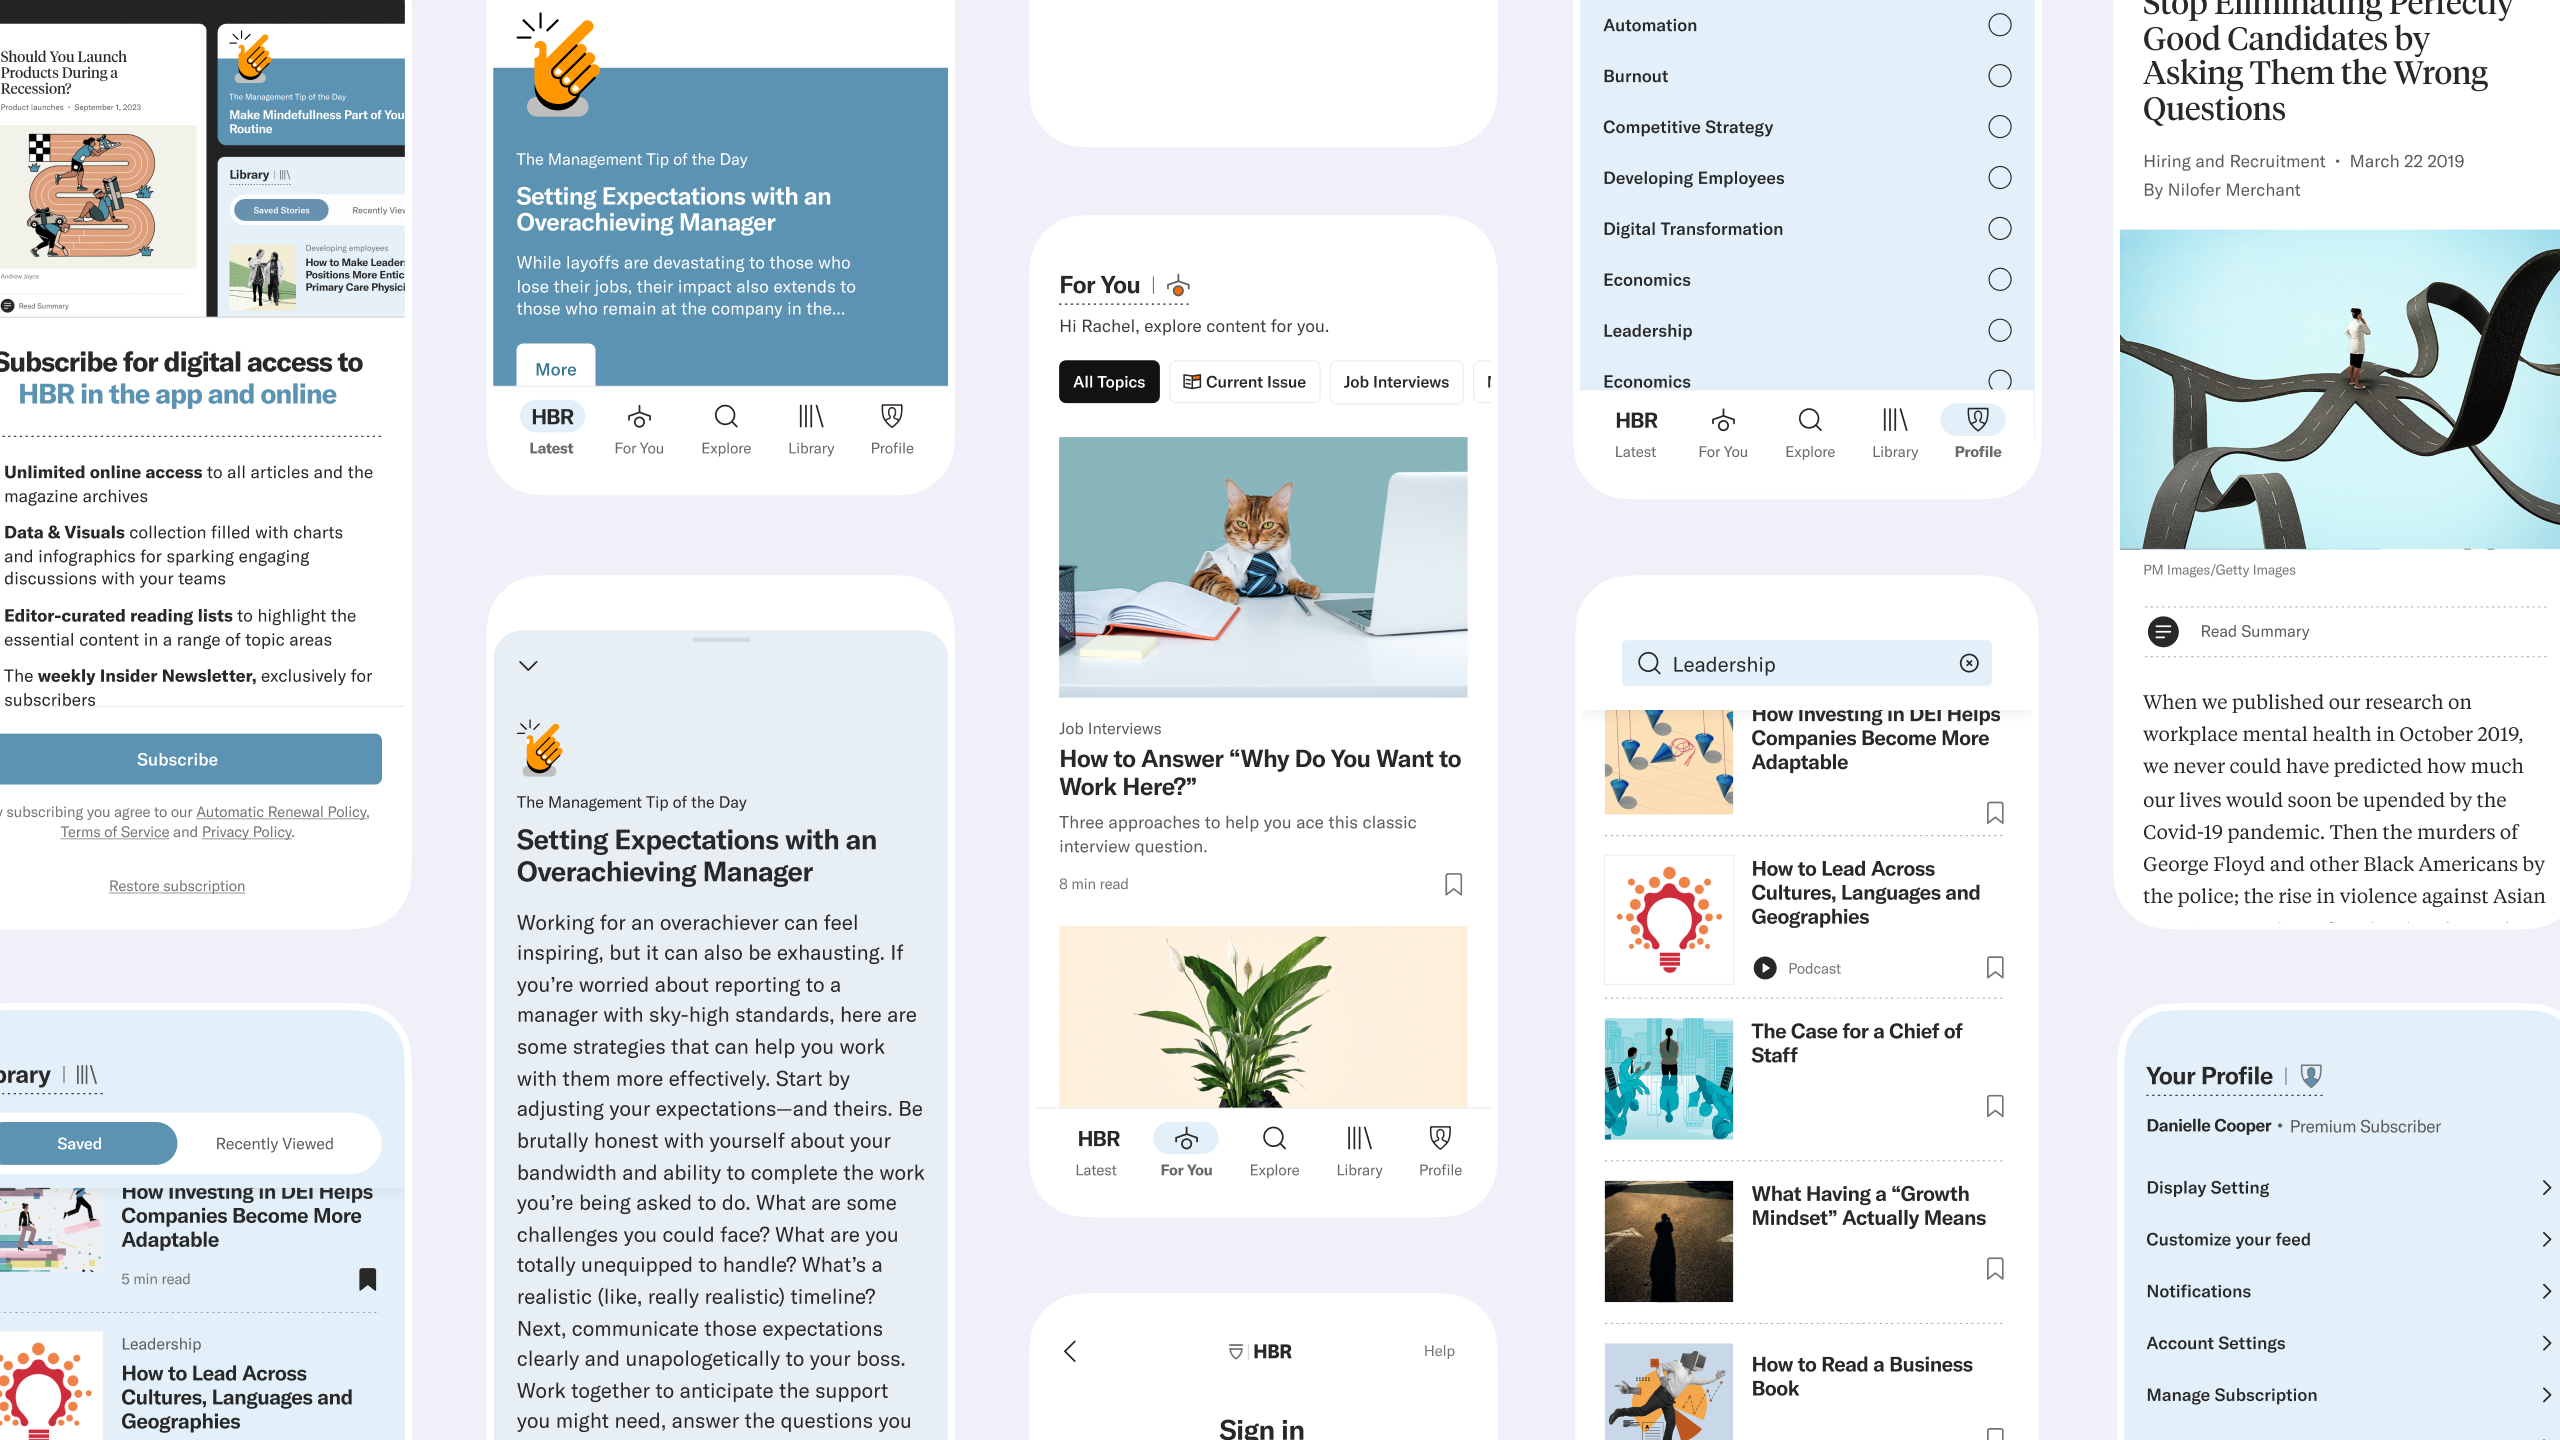 Should You Launch
Products During a
Recession?
Product launches • September 1, 2023
Andrew Joyce
Read Summary
The Management Tip of the Day
Make Mindefullness Part of You
Routine
Library
Saved Stories
Recently View
Developing employees
How to Make Leader
Positions More Entic
Primary Care Physici
Subscribe for digital access to
HBR in the app and online
Unlimited online access to all articles and the
magazine archives
Data & Visuals collection filled with charts
and infographics for sparking engaging
discussions with your teams
Editor-curated reading lists to highlight the
essential content in a range of topic areas
The weekly Insider Newsletter, exclusively for
subscribers
Subscribe
y subscribing you agree to our Automatic Renewal Policy,
Terms of Service and Privacy Policy.
Restore subscription
brary
Saved
Recently Viewed
How Investing in DEI Helps
Companies Become More
Adaptable
5 min read
Leadership
How to Lead Across
Cultures, Languages and
Geographies
The Management Tip of the Day
Setting Expectations with an
Overachieving Manager
While layoffs are devastating to those who
lose their jobs, their impact also extends to
those who remain at the company in the...
More
HBR
Latest
For You
Explore
Library
Profile
The Management Tip of the Day
Setting Expectations with an
Overachieving Manager
Working for an overachiever can feel
inspiring, but it can also be exhausting. If
you’re worried about reporting to a
manager with sky-high standards, here are
some strategies that can help you work
with them more effectively. Start by
adjusting your expectations—and theirs. Be
brutally honest with yourself about your
bandwidth and ability to complete the work
you’re being asked to do. What are some
challenges you could face? What are you
totally unequipped to handle? What’s a
realistic (like, really realistic) timeline?
Next, communicate those expectations
clearly and unapologetically to your boss.
Work together to anticipate the support
you might need, answer the questions you
For You
Hi Rachel, explore content for you.
All Topics
Current Issue
Job Interviews
Job Interviews
How to Answer “Why Do You Want to
Work Here?”
Three approaches to help you ace this classic
interview question.
8 min read
HBR
Latest
For You
Explore
Library
Profile
HBR
Help
Sign in
Automation
Burnout
Competitive Strategy
Developing Employees
Digital Transformation
Economics
Leadership
Economics
HBR
Latest
For You
Explore
Library
Profile
Leadership
How Investing in DEI Helps
Companies Become More
Adaptable
How to Lead Across
Cultures, Languages and
Geographies
Podcast
The Case for a Chief of
Staff
What Having a “Growth
Mindset” Actually Means
How to Read a Business
Book
Stop Eliminating Perfectly
Good Candidates by
Asking Them the Wrong
Questions
Hiring and Recruitment • March 22 2019
By Nilofer Merchant
PM Images/Getty Images
Read Summary
When we published our research on
workplace mental health in October 2019,
we never could have predicted how much
our lives would soon be upended by the
Covid-19 pandemic. Then the murders of
George Floyd and other Black Americans by
the police; the rise in violence against Asian
Your Profile
Danielle Cooper • Premium Subscriber
Display Setting
Customize your feed
Notifications
Account Settings
Manage Subscription